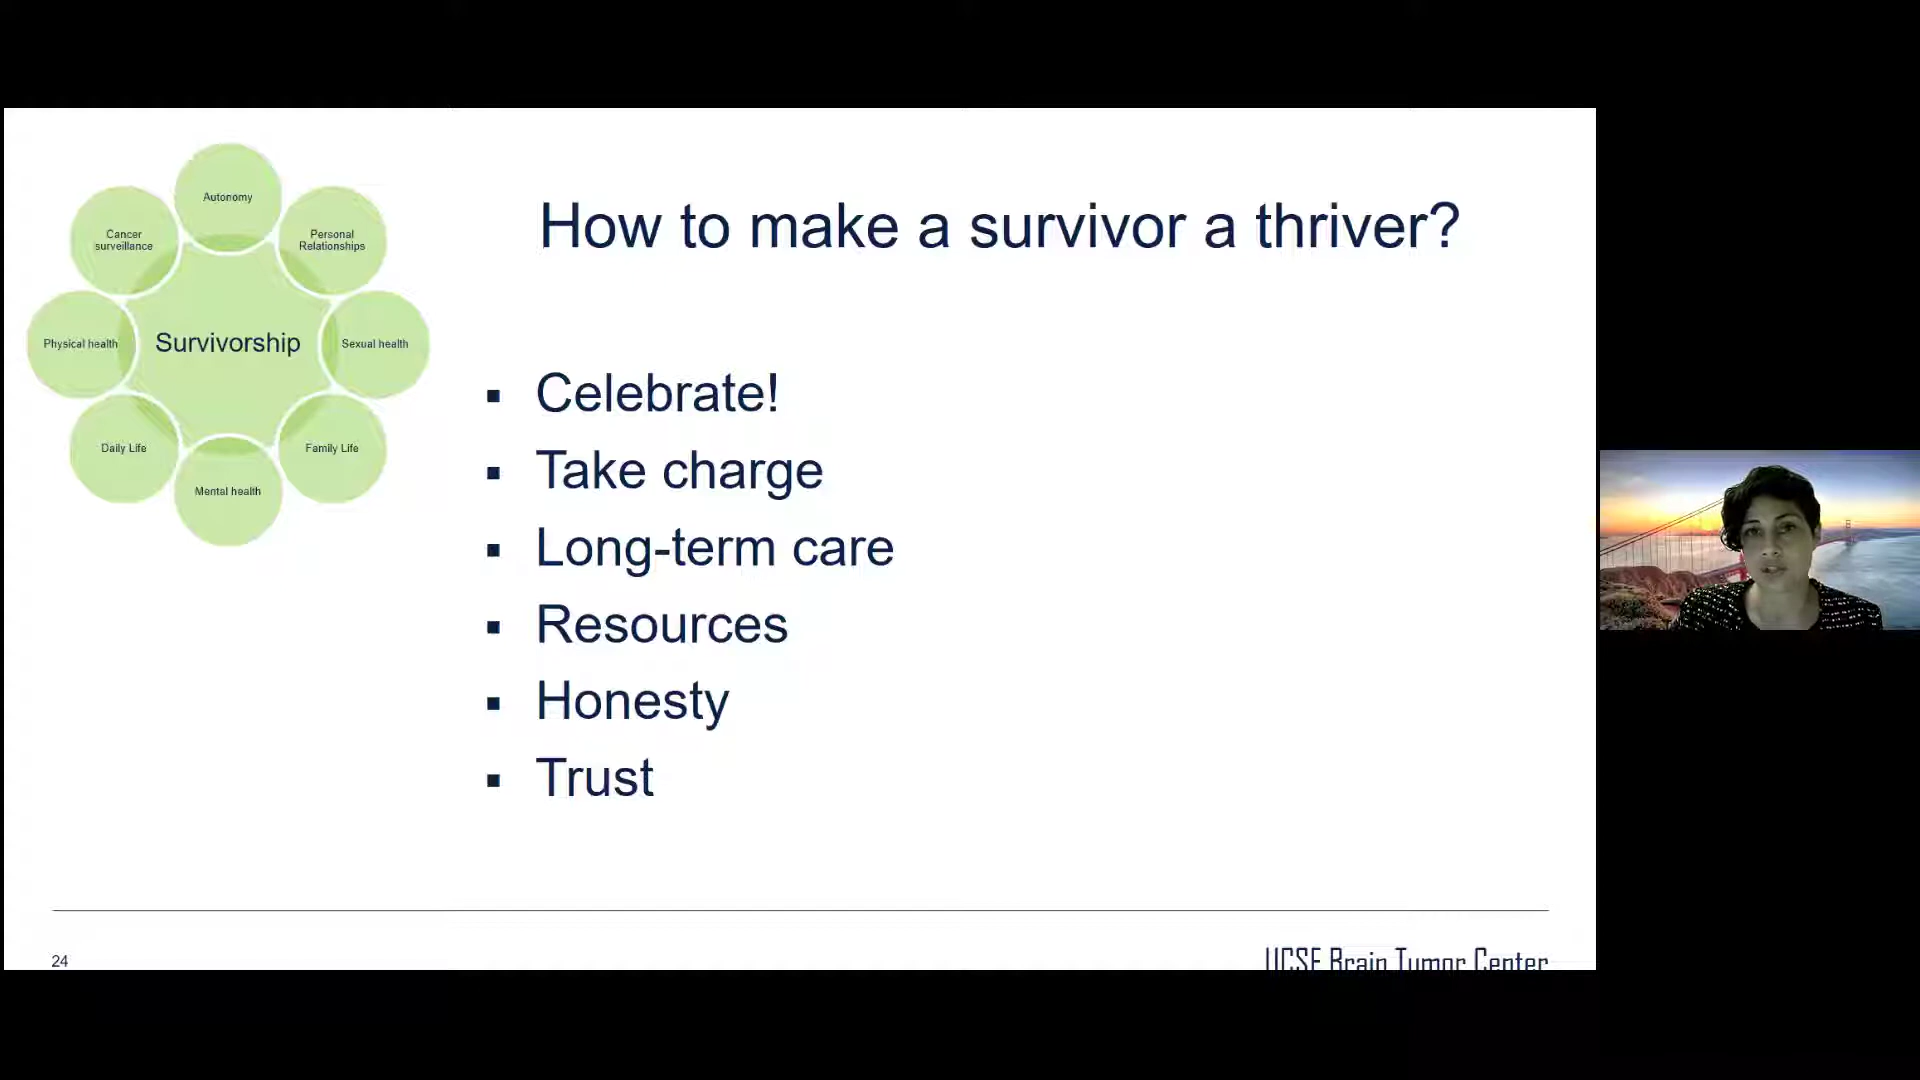 Autonomy
Cancer
surveillance
Personal
Relationships
Physical health
Survivorship
Sexual health
Daily Life
Family Life
Mental health
How to make a survivor a thriver?
▪ Celebrate!
▪ Take charge
▪ Long-term care
▪ Resources
▪ Honesty
▪ Trust
24
UCSF Brain Tumor Center